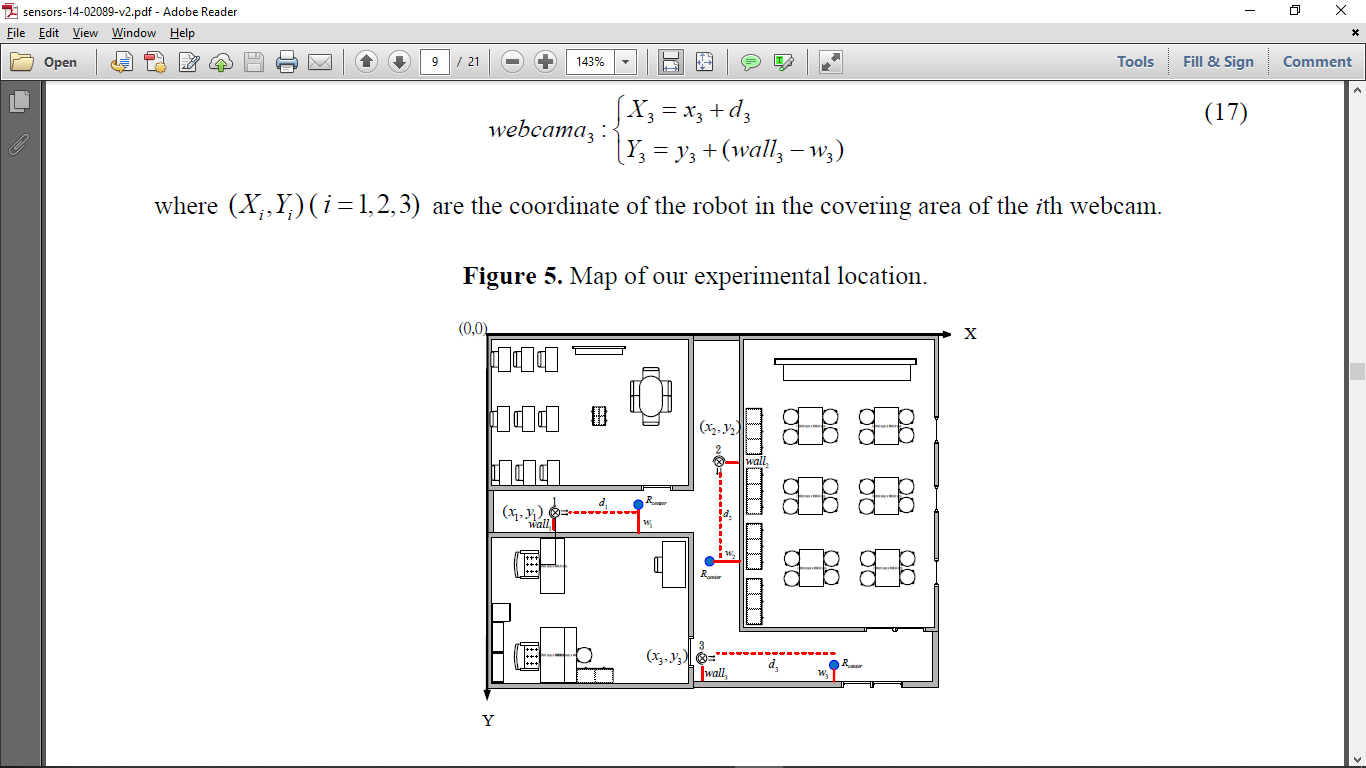 sensors-14-02089-v2.pdf - Adobe Reader
File Edit View Window Help
Open 9 / 21 143% Tools Fill & Sign Comment
webcama₃ : { X₃ = x₃ + d₃
Y₃ = y₃ + (wall₃ − w₃)
(17)
where (Xᵢ, Yᵢ) ( i = 1, 2, 3) are the coordinate of the robot in the covering area of the ith webcam.
Figure 5. Map of our experimental location.
(0,0) X
(x₂, y₂)
2
wall₂
1
(x₁, y₁)
d₁
R center
wall₁
w₁
d₂
w₂
R center
3
(x₃, y₃)
d₃
R center
wall₃
w₃
Y